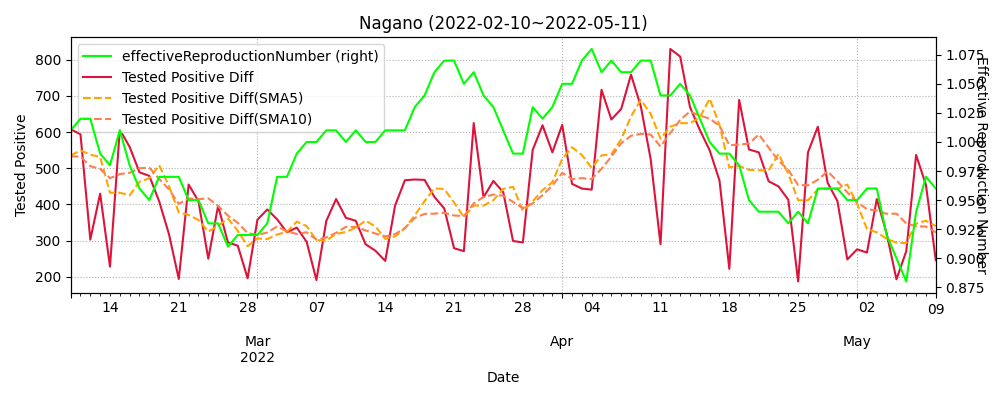 Nagano (2022-02-10~2022-05-11)
effectiveReproductionNumber (right)
Tested Positive Diff
Tested Positive Diff(SMA5)
Tested Positive Diff(SMA10)
Tested Positive
800
700
600
500
400
300
200
1.075
1.050
1.025
1.000
0.975
0.950
0.925
0.900
0.875
Effective Reproduction Number
14 21 28 07 14 21 28 04 11 18 25 02 09
Mar Apr May
2022
Date